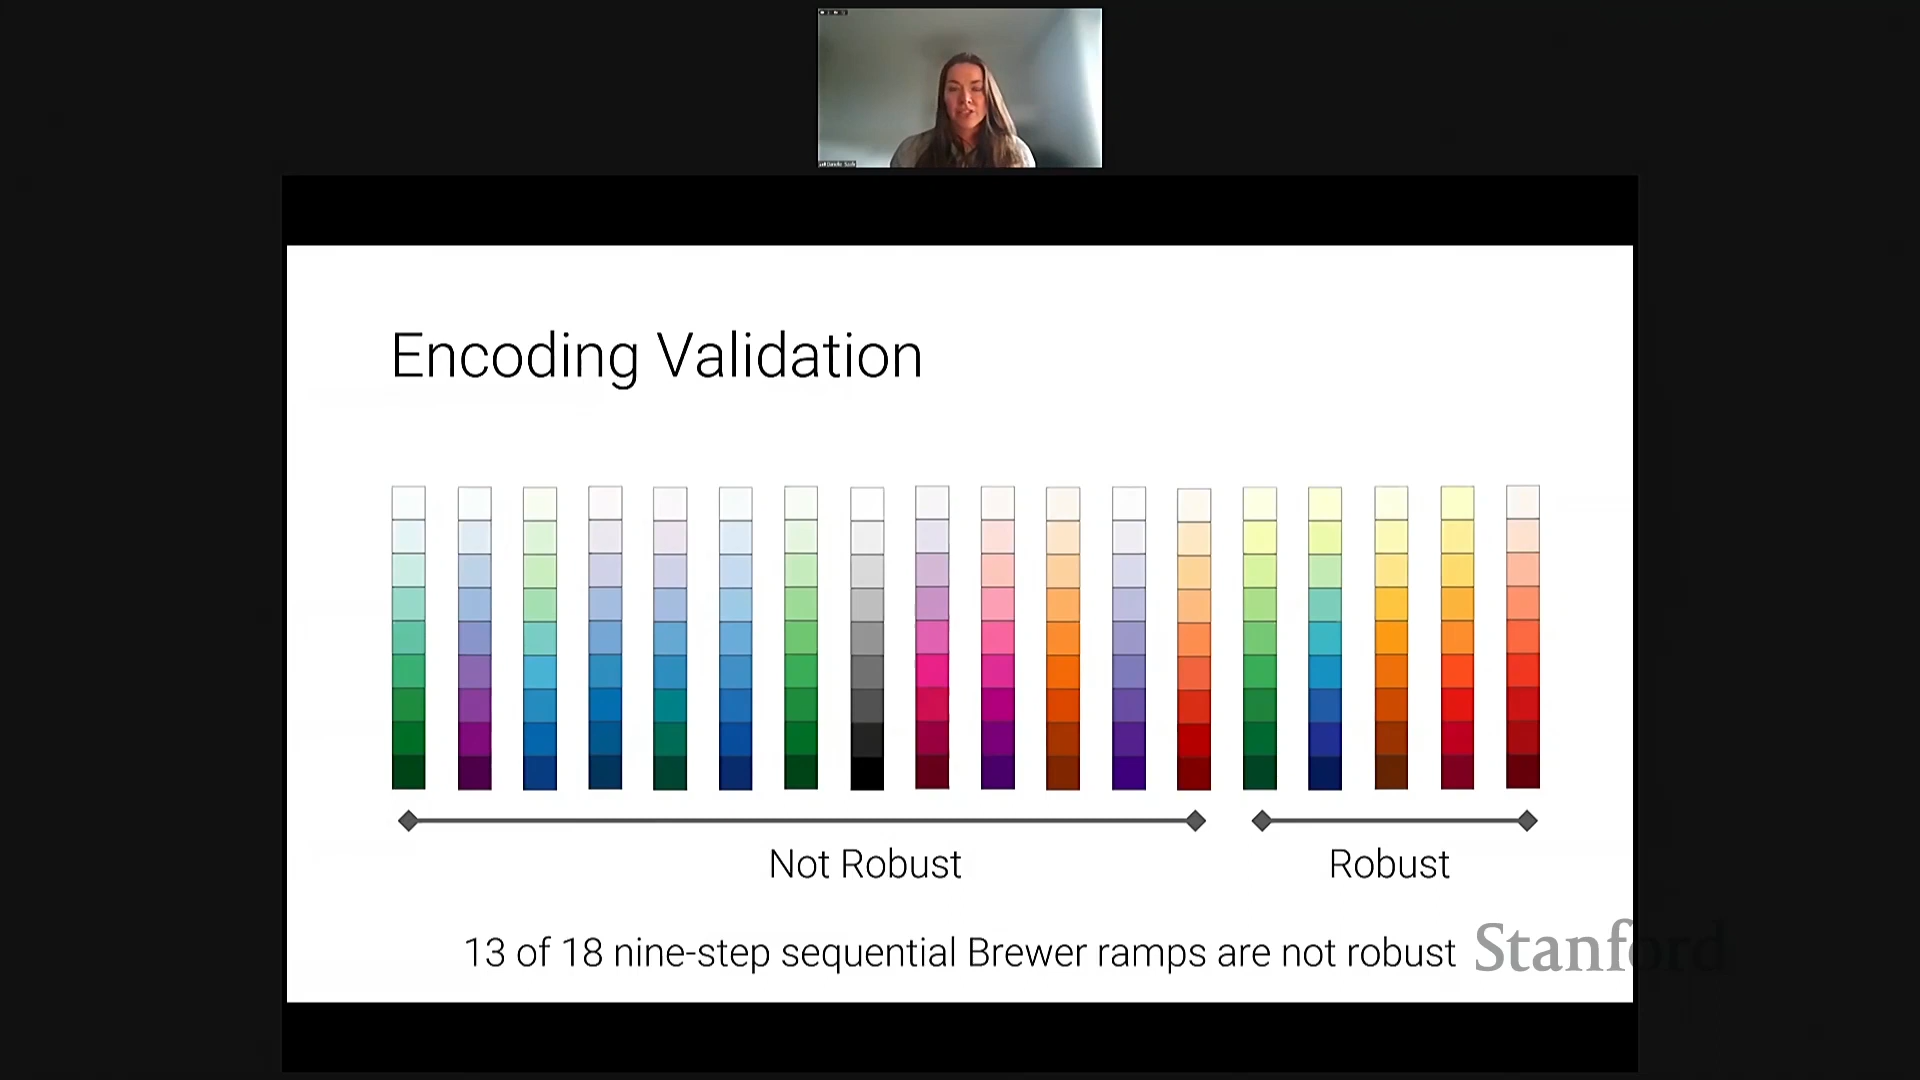 Encoding Validation
Not Robust
Robust
13 of 18 nine-step sequential Brewer ramps are not robust
Stanford